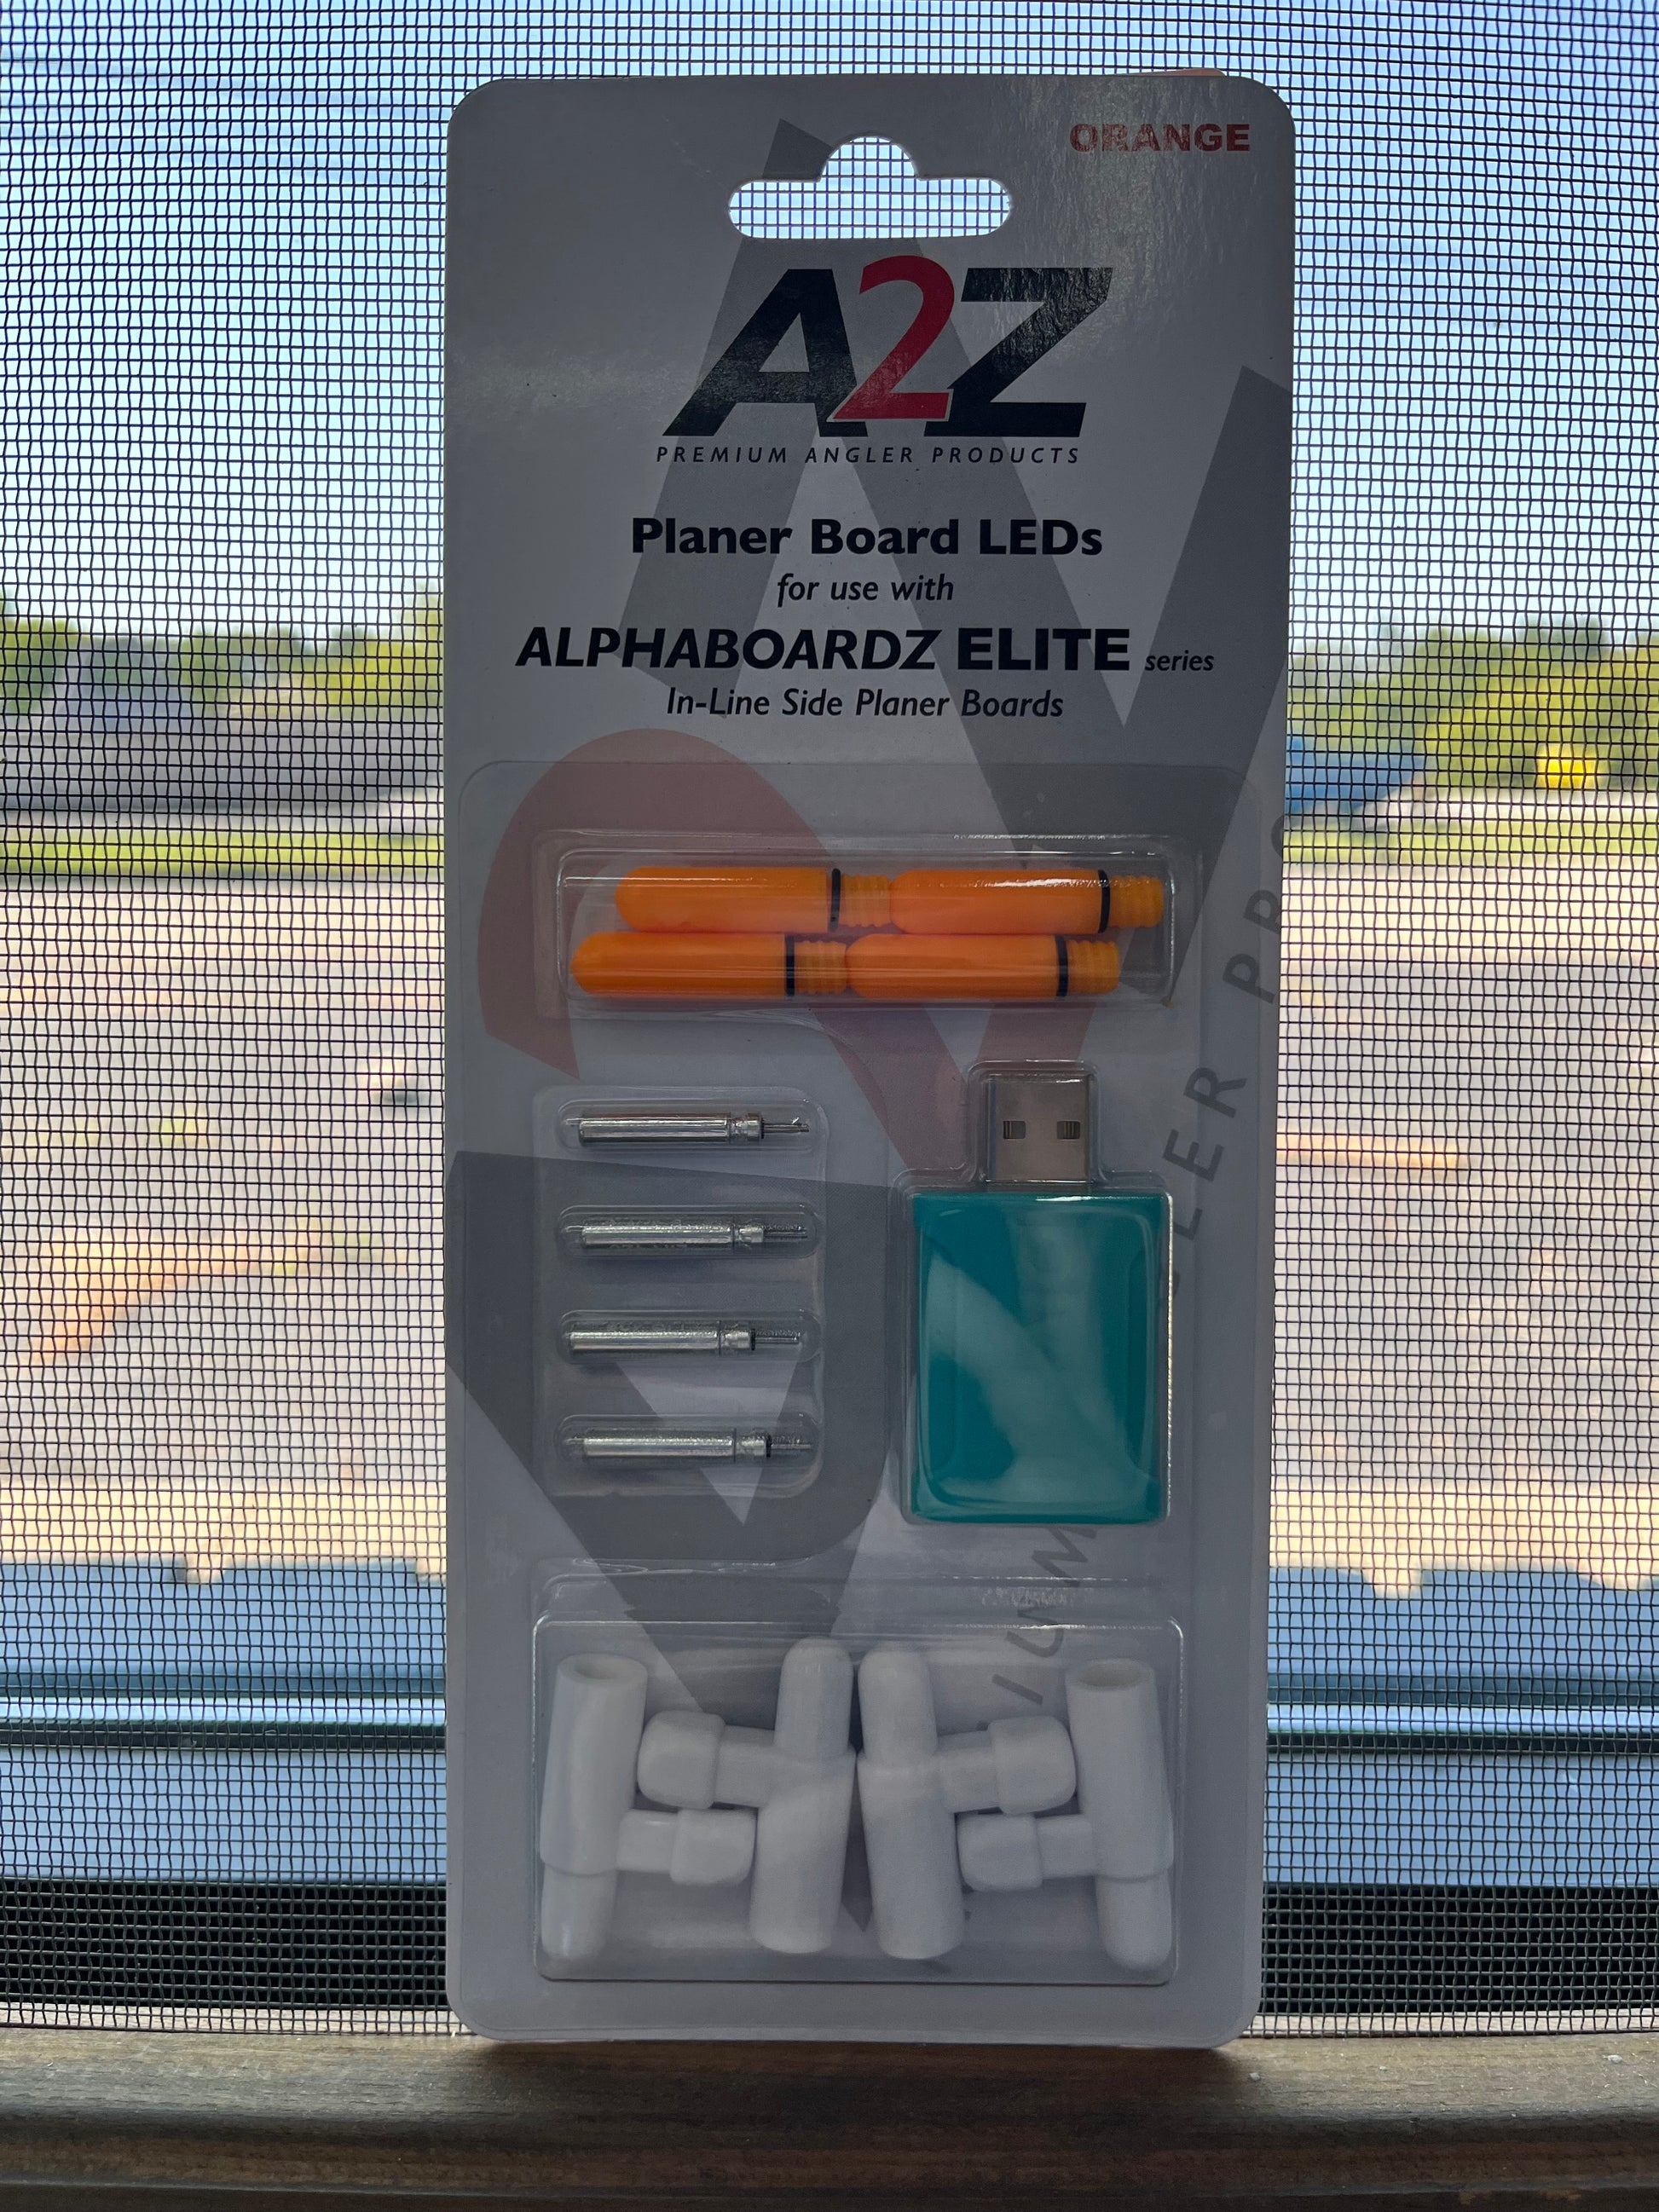 ORANGE
A2Z
PREMIUM ANGLER PRODUCTS
Planer Board LEDs
for use with
ALPHABOARDZ ELITE series
In-Line Side Planer Boards